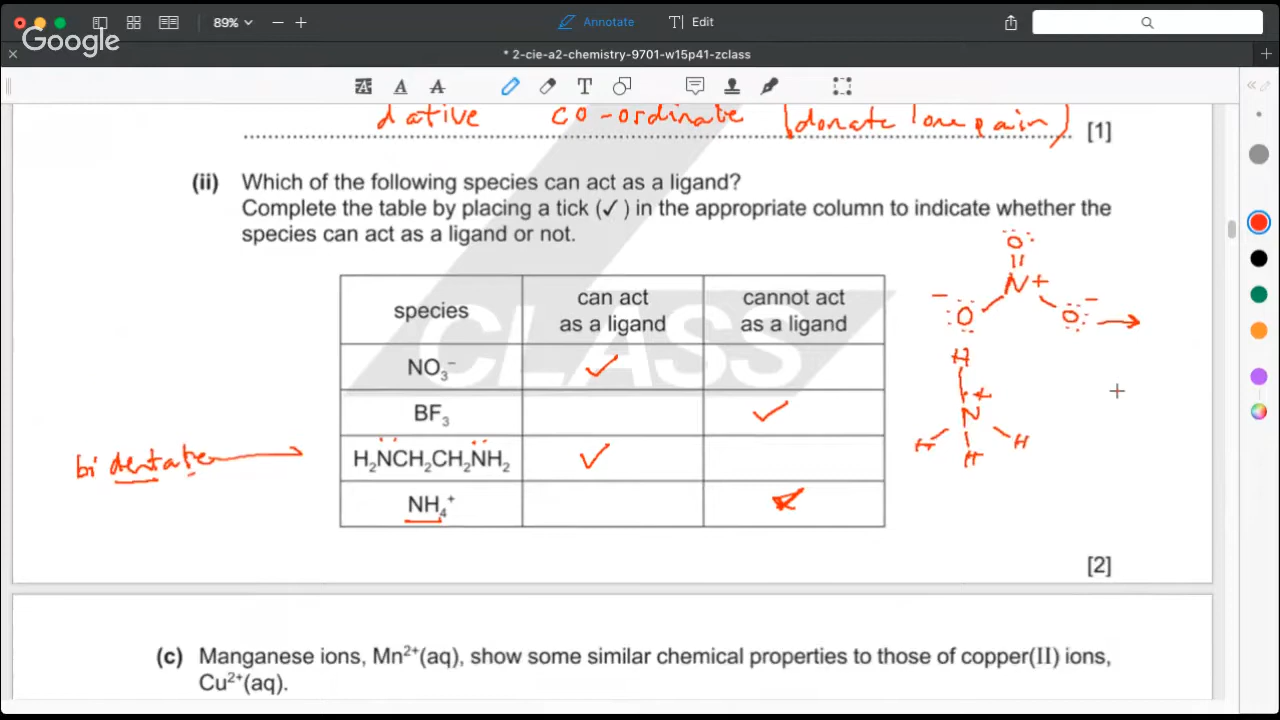 89%
Annotate
T| Edit
Google
* 2-cie-a2-chemistry-9701-w15p41-zclass
dative co-ordinate (donate lone pair)
[1]
(ii) Which of the following species can act as a ligand?
Complete the table by placing a tick (✓) in the appropriate column to indicate whether the
species can act as a ligand or not.
species
can act
as a ligand
cannot act
as a ligand
NO₃⁻ ✓
BF₃ ✓
H₂NCH₂CH₂NH₂ ✓
NH₄⁺
bidentate
O
N+
- O O -
H
+
N
H H H
CLASS
[2]
(c) Manganese ions, Mn²⁺(aq), show some similar chemical properties to those of copper(II) ions,
Cu²⁺(aq).